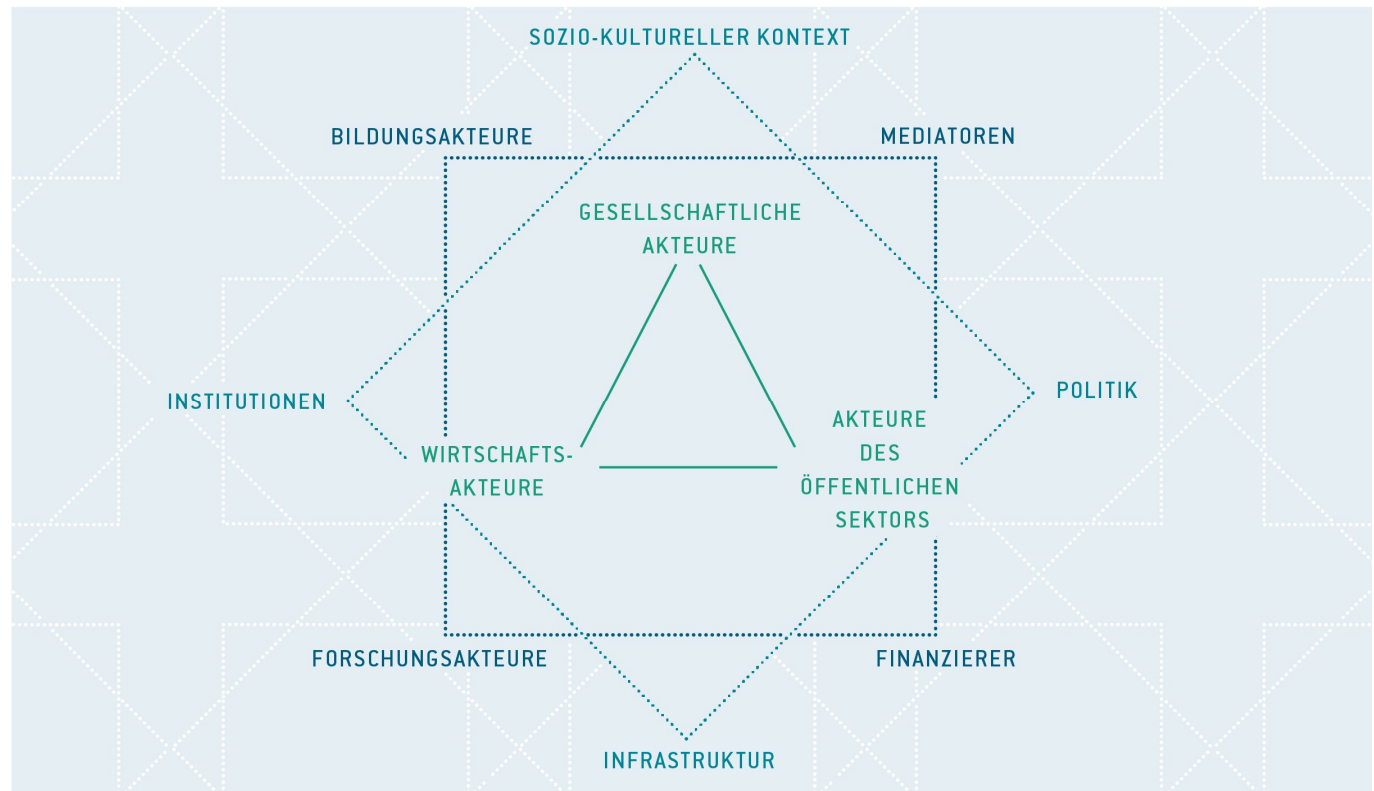 SOZIO-KULTURELLER KONTEXT
BILDUNGSAKTEURE
MEDIATOREN
GESELLSCHAFTLICHE
AKTEURE
INSTITUTIONEN
POLITIK
WIRTSCHAFTS-
AKTEURE
AKTEURE
DES
ÖFFENTLICHEN
SEKTORS
FORSCHUNGSAKTEURE
FINANZIERER
INFRASTRUKTUR